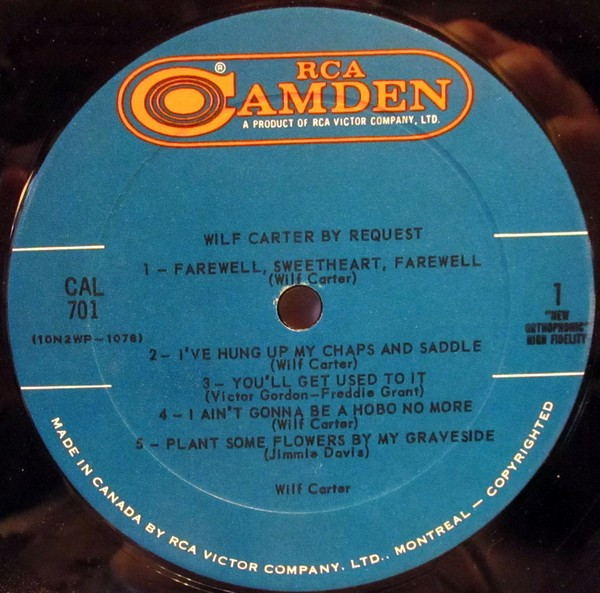 ®
RCA
CAMDEN
A PRODUCT OF RCA VICTOR COMPANY, LTD.
WILF CARTER BY REQUEST
1 – FAREWELL, SWEETHEART, FAREWELL
(Wilf Carter)
CAL
701
(10N2WP–1078)
1
"NEW
ORTHOPHONIC"
HIGH FIDELITY
2 – I'VE HUNG UP MY CHAPS AND SADDLE
(Wilf Carter)
3 – YOU'LL GET USED TO IT
(Victor Gordon–Freddie Grant)
4 – I AIN'T GONNA BE A HOBO NO MORE
(Wilf Carter)
5 – PLANT SOME FLOWERS BY MY GRAVESIDE
(Jimmie Davis)
Wilf Carter
MADE IN CANADA BY RCA VICTOR COMPANY, LTD., MONTREAL – COPYRIGHTED